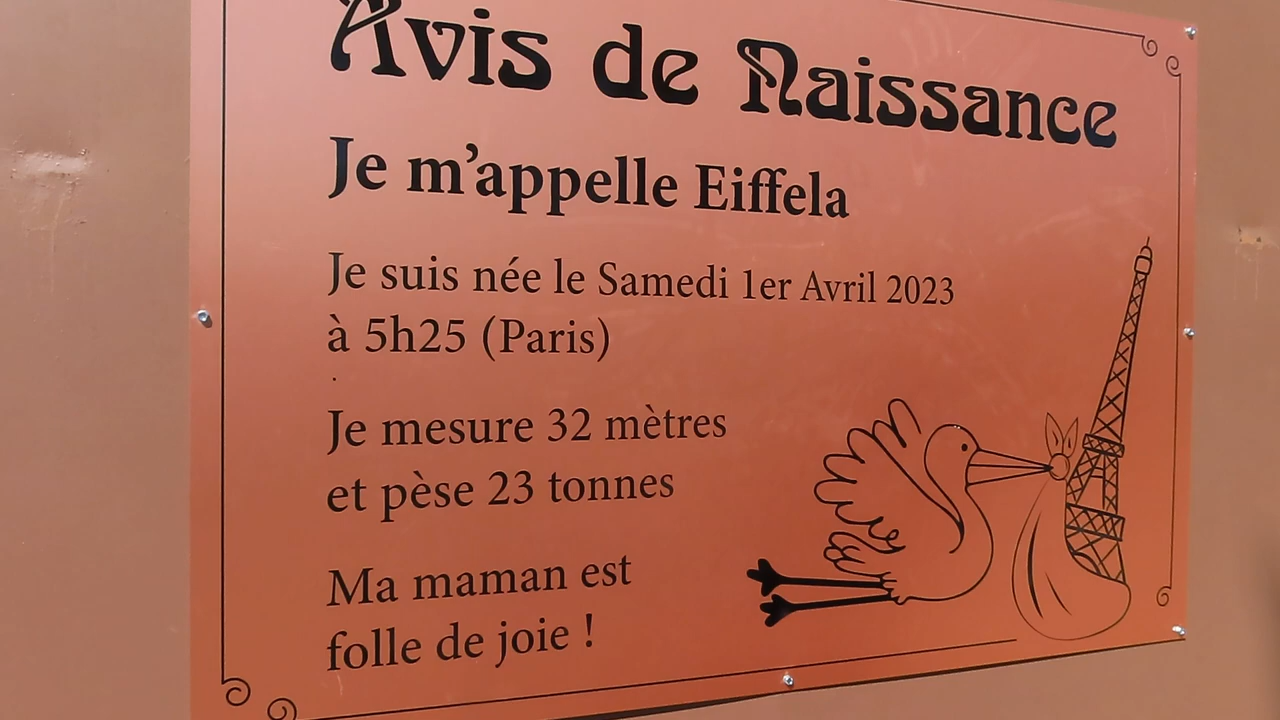 Avis de Naissance
Je m'appelle Eiffela
Je suis née le Samedi 1er Avril 2023
à 5h25 (Paris)
.
Je mesure 32 mètres
et pèse 23 tonnes
Ma maman est
folle de joie !